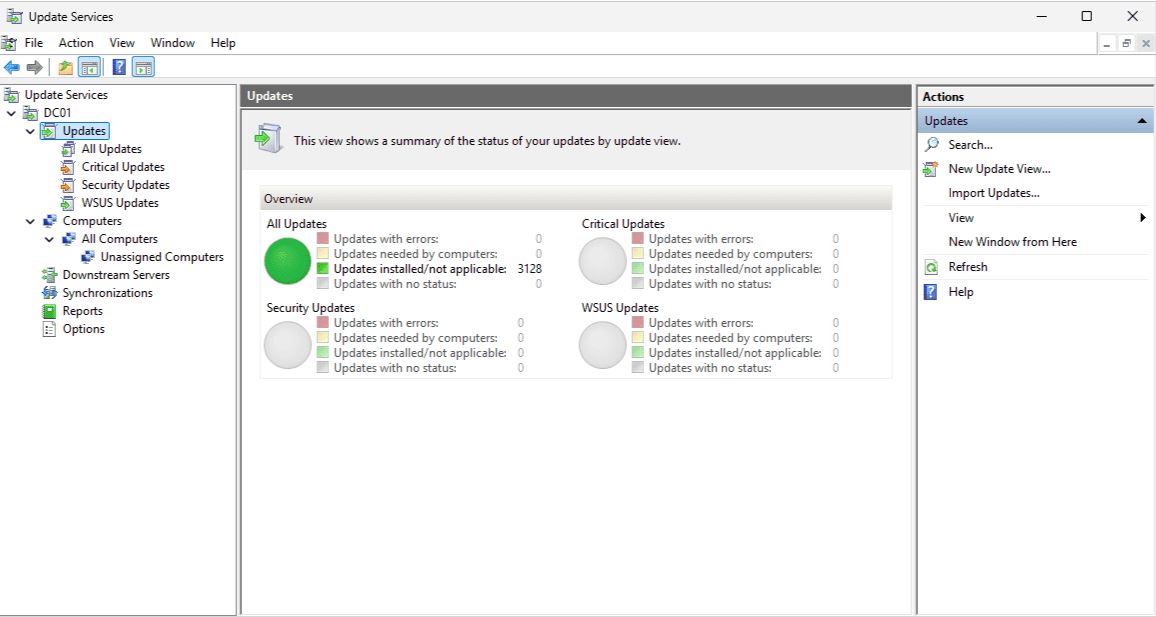 Update Services
File Action View Window Help
Update Services
DC01
Updates
All Updates
Critical Updates
Security Updates
WSUS Updates
Computers
All Computers
Unassigned Computers
Downstream Servers
Synchronizations
Reports
Options
Updates
This view shows a summary of the status of your updates by update view.
Overview
All Updates
Updates with errors: 0
Updates needed by computers: 0
Updates installed/not applicable: 3128
Updates with no status: 0
Critical Updates
Updates with errors: 0
Updates needed by computers: 0
Updates installed/not applicable: 0
Updates with no status: 0
Security Updates
Updates with errors: 0
Updates needed by computers: 0
Updates installed/not applicable: 0
Updates with no status: 0
WSUS Updates
Updates with errors: 0
Updates needed by computers: 0
Updates installed/not applicable: 0
Updates with no status: 0
Actions
Updates
Search...
New Update View...
Import Updates...
View
New Window from Here
Refresh
Help